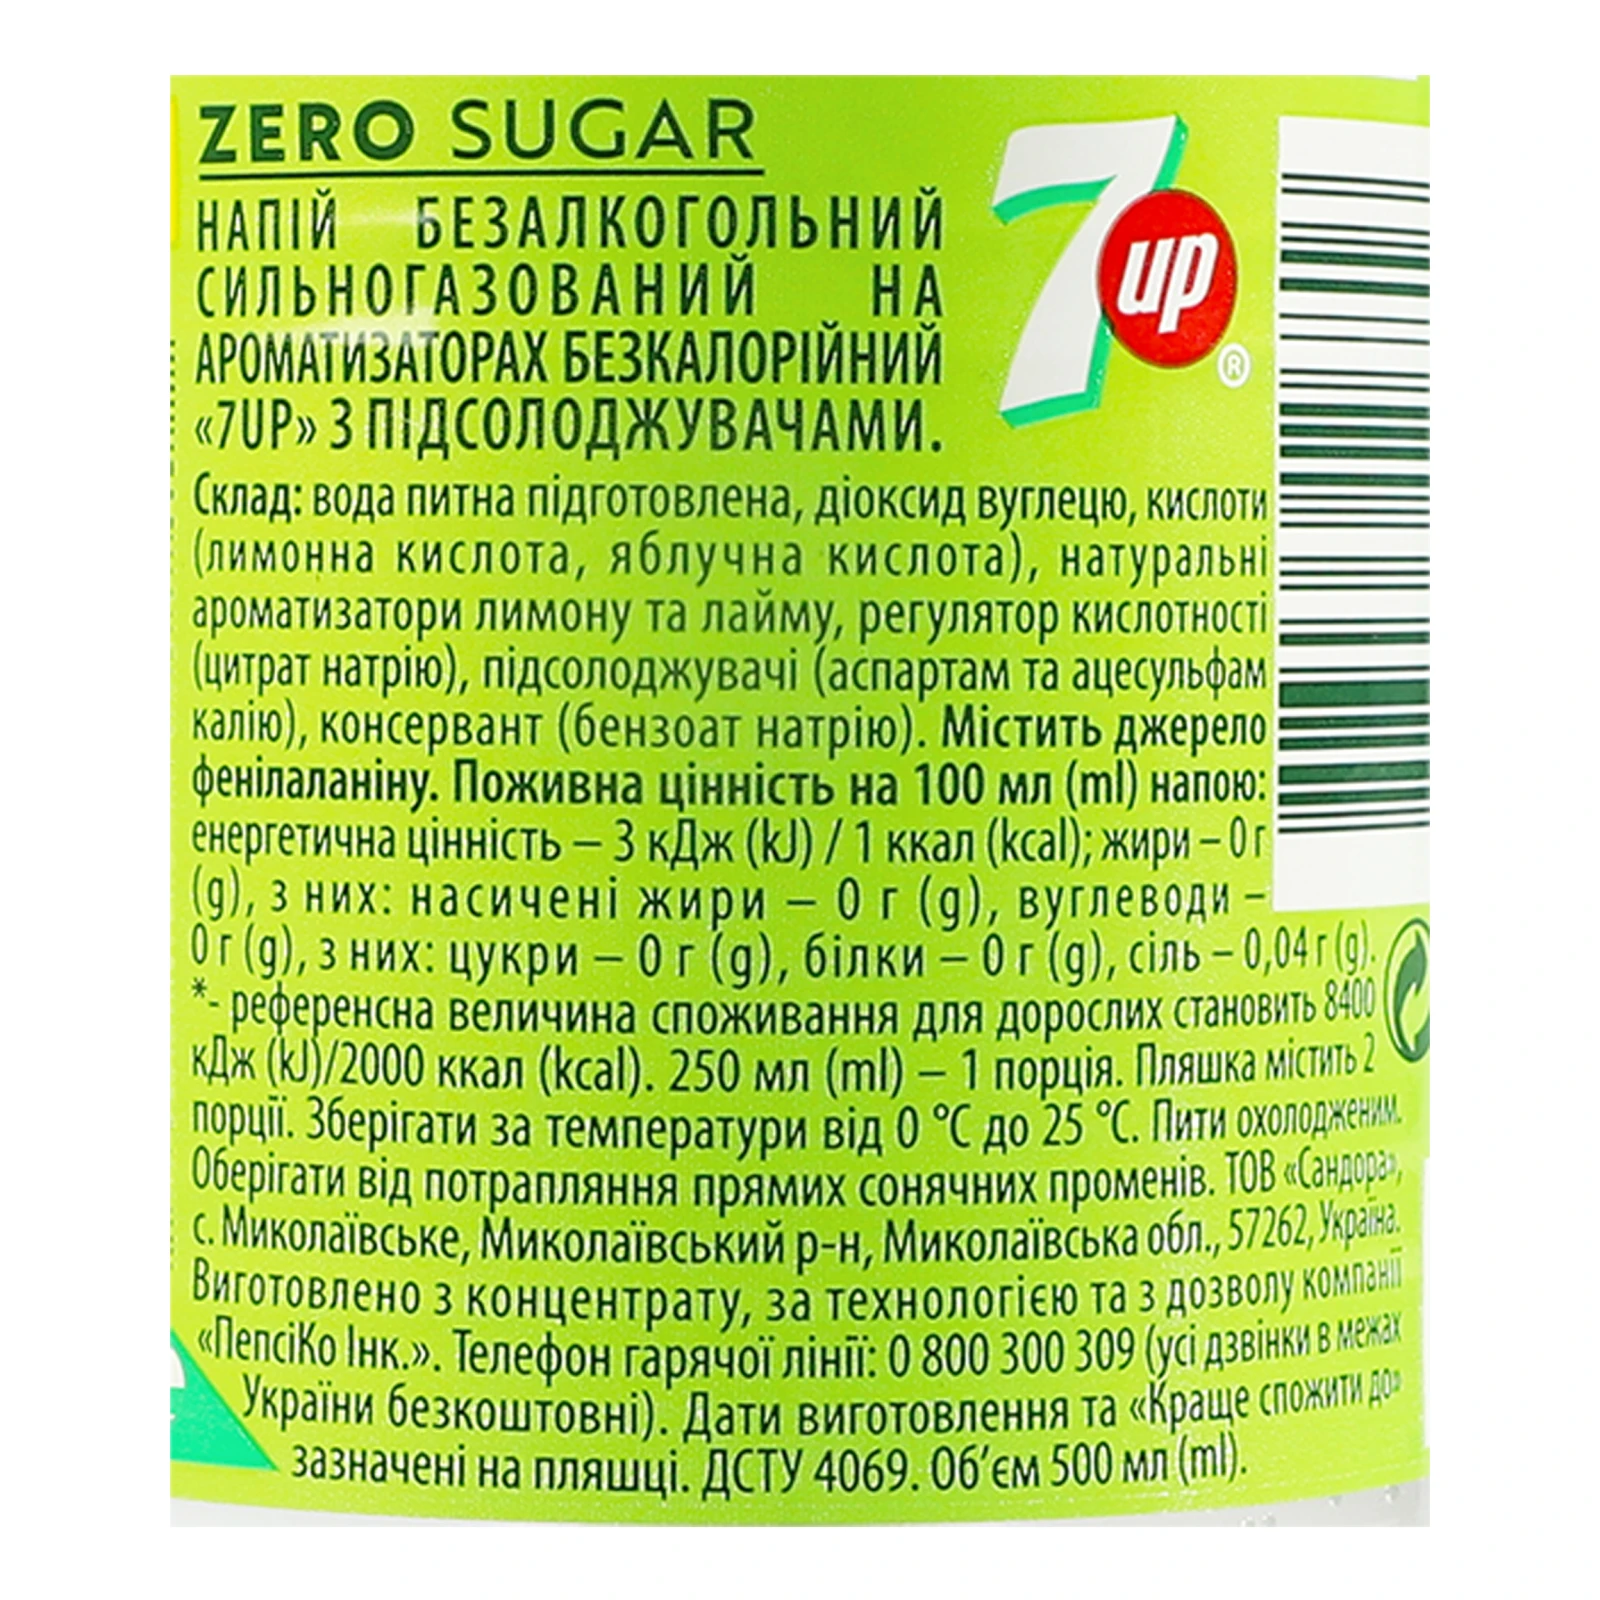 ZERO SUGAR
7up®
НАПІЙ БЕЗАЛКОГОЛЬНИЙ
СИЛЬНОГАЗОВАНИЙ НА
АРОМАТИЗАТОРАХ БЕЗКАЛОРІЙНИЙ
«7UP» З ПІДСОЛОДЖУВАЧАМИ.
Склад: вода питна підготовлена, діоксид вуглецю, кислоти
(лимонна кислота, яблучна кислота), натуральні
ароматизатори лимону та лайму, регулятор кислотності
(цитрат натрію), підсолоджувачі (аспартам та ацесульфам
калію), консервант (бензоат натрію). Містить джерело
фенілаланіну. Поживна цінність на 100 мл (ml) напою:
енергетична цінність – 3 кДж (kJ) / 1 ккал (kcal); жири – 0 г
(g), з них: насичені жири – 0 г (g), вуглеводи –
0 г (g), з них: цукри – 0 г (g), білки – 0 г (g), сіль – 0,04 г (g).
*- референсна величина споживання для дорослих становить 8400
кДж (kJ)/2000 ккал (kcal). 250 мл (ml) – 1 порція. Пляшка містить 2
порції. Зберігати за температури від 0 °С до 25 °С. Пити охолодженим.
Оберігати від потрапляння прямих сонячних променів. ТОВ «Сандора»,
с. Миколаївське, Миколаївський р-н, Миколаївська обл., 57262, Україна.
Виготовлено з концентрату, за технологією та з дозволу компанії
«ПепсіКо Інк.». Телефон гарячої лінії: 0 800 300 309 (усі дзвінки в межах
України безкоштовні). Дати виготовлення та «Краще спожити до»
зазначені на пляшці. ДСТУ 4069. Об’єм 500 мл (ml).